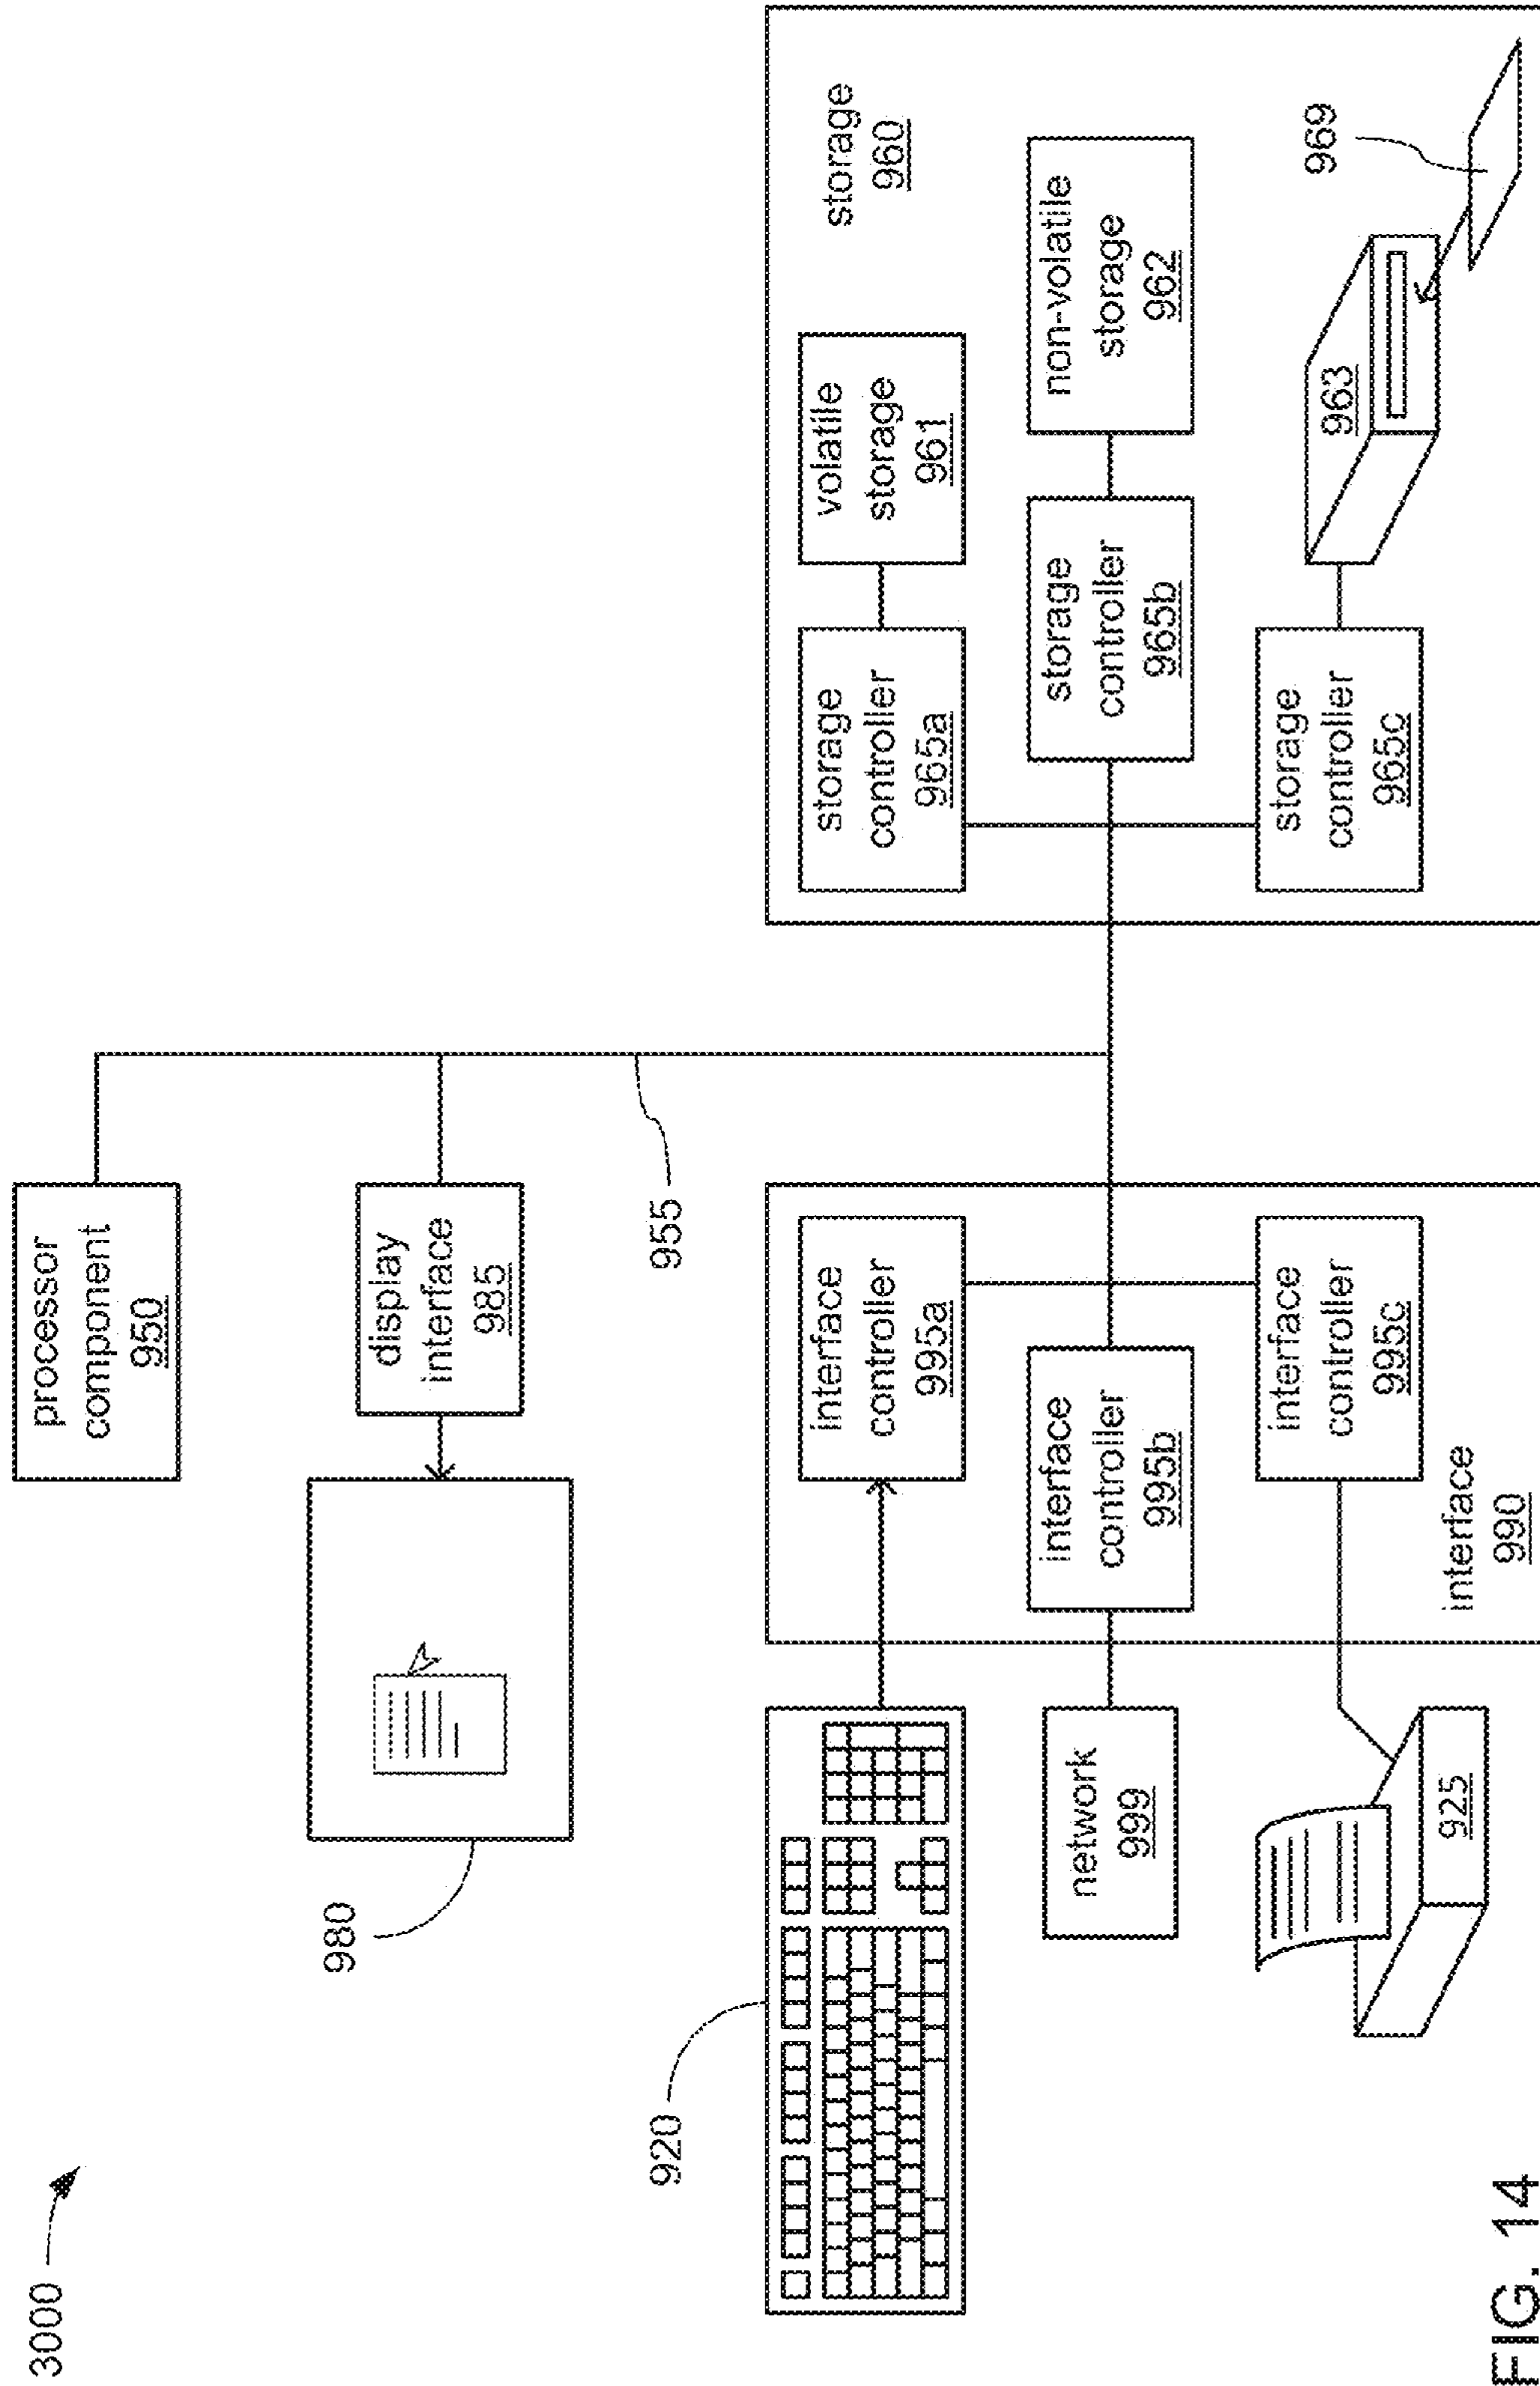 3000
processor
component
950
980
display
interface
985
955
920
interface
controller
995a
storage
controller
965a
volatile
storage
961
storage
960
network
999
interface
controller
995b
storage
controller
965b
non-volatile
storage
962
925
interface
controller
995c
storage
controller
965c
963
969
interface
990
FIG. 14